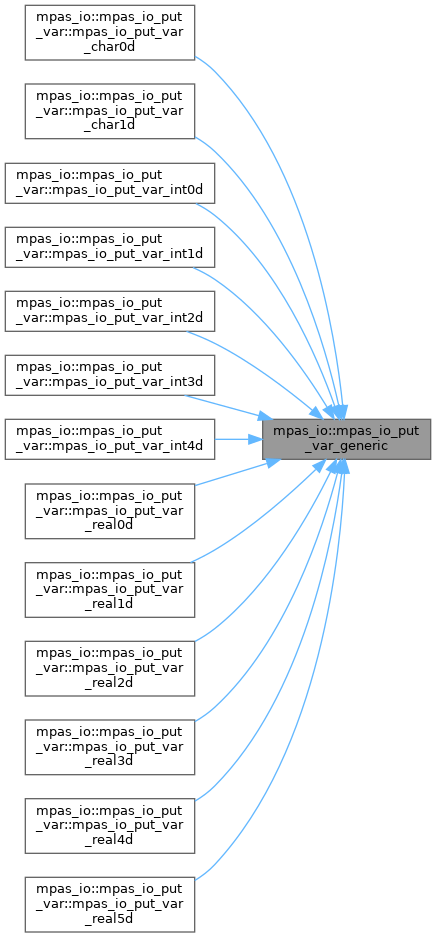 mpas_io::mpas_io_put
_var::mpas_io_put_var
_char0d
mpas_io::mpas_io_put
_var::mpas_io_put_var
_char1d
mpas_io::mpas_io_put
_var::mpas_io_put_var_int0d
mpas_io::mpas_io_put
_var::mpas_io_put_var_int1d
mpas_io::mpas_io_put
_var::mpas_io_put_var_int2d
mpas_io::mpas_io_put
_var::mpas_io_put_var_int3d
mpas_io::mpas_io_put
_var::mpas_io_put_var_int4d
mpas_io::mpas_io_put
_var_generic
mpas_io::mpas_io_put
_var::mpas_io_put_var
_real0d
mpas_io::mpas_io_put
_var::mpas_io_put_var
_real1d
mpas_io::mpas_io_put
_var::mpas_io_put_var
_real2d
mpas_io::mpas_io_put
_var::mpas_io_put_var
_real3d
mpas_io::mpas_io_put
_var::mpas_io_put_var
_real4d
mpas_io::mpas_io_put
_var::mpas_io_put_var
_real5d